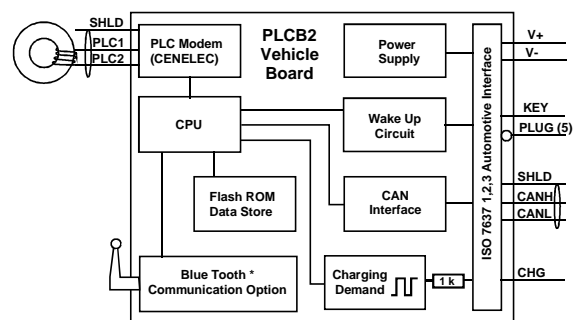 SHLD
PLC1
PLC2
PLC Modem
(CENELEC)
PLCB2
Vehicle
Board
Power
Supply
CPU
Wake Up
Circuit
Flash ROM
Data Store
CAN
Interface
Blue Tooth *
Communication Option
Charging
Demand
1 k
ISO 7637 1,2,3 Automotive Interface
V+
V-
KEY
PLUG (5)
SHLD
CANH
CANL
CHG